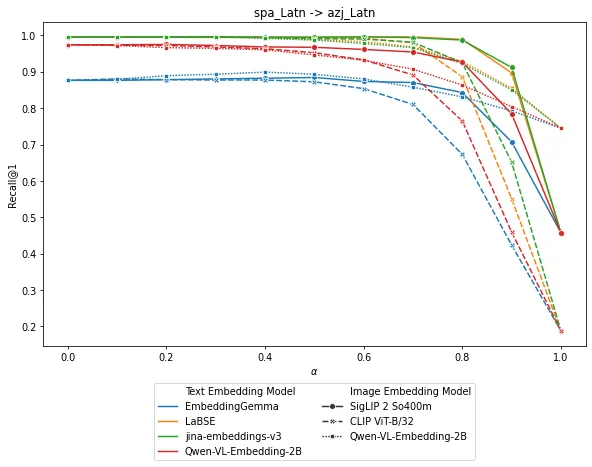 spa_Latn -> azj_Latn
1.0
0.9
0.8
0.7
0.6
0.5
0.4
0.3
0.2
Recall@1
0.0 0.2 0.4 0.6 0.8 1.0
α
Text Embedding Model Image Embedding Model
EmbeddingGemma SigLIP 2 So400m
LaBSE CLIP ViT-B/32
jina-embeddings-v3 Qwen-VL-Embedding-2B
Qwen-VL-Embedding-2B